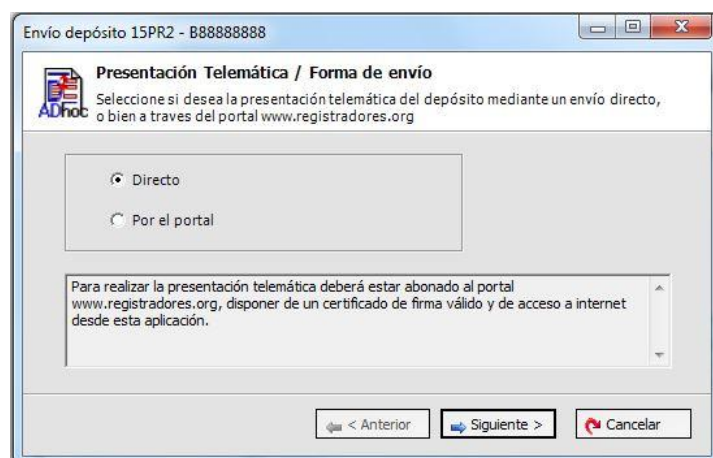 Envío depósito 15PR2 - B88888888
Presentación Telemática / Forma de envío
Seleccione si desea la presentación telemática del depósito mediante un envío directo,
o bien a traves del portal www.registradores.org
ADhoc
Directo
Por el portal
Para realizar la presentación telemática deberá estar abonado al portal
www.registradores.org, disponer de un certificado de firma válido y de acceso a internet
desde esta aplicación.
< Anterior
Siguiente >
Cancelar